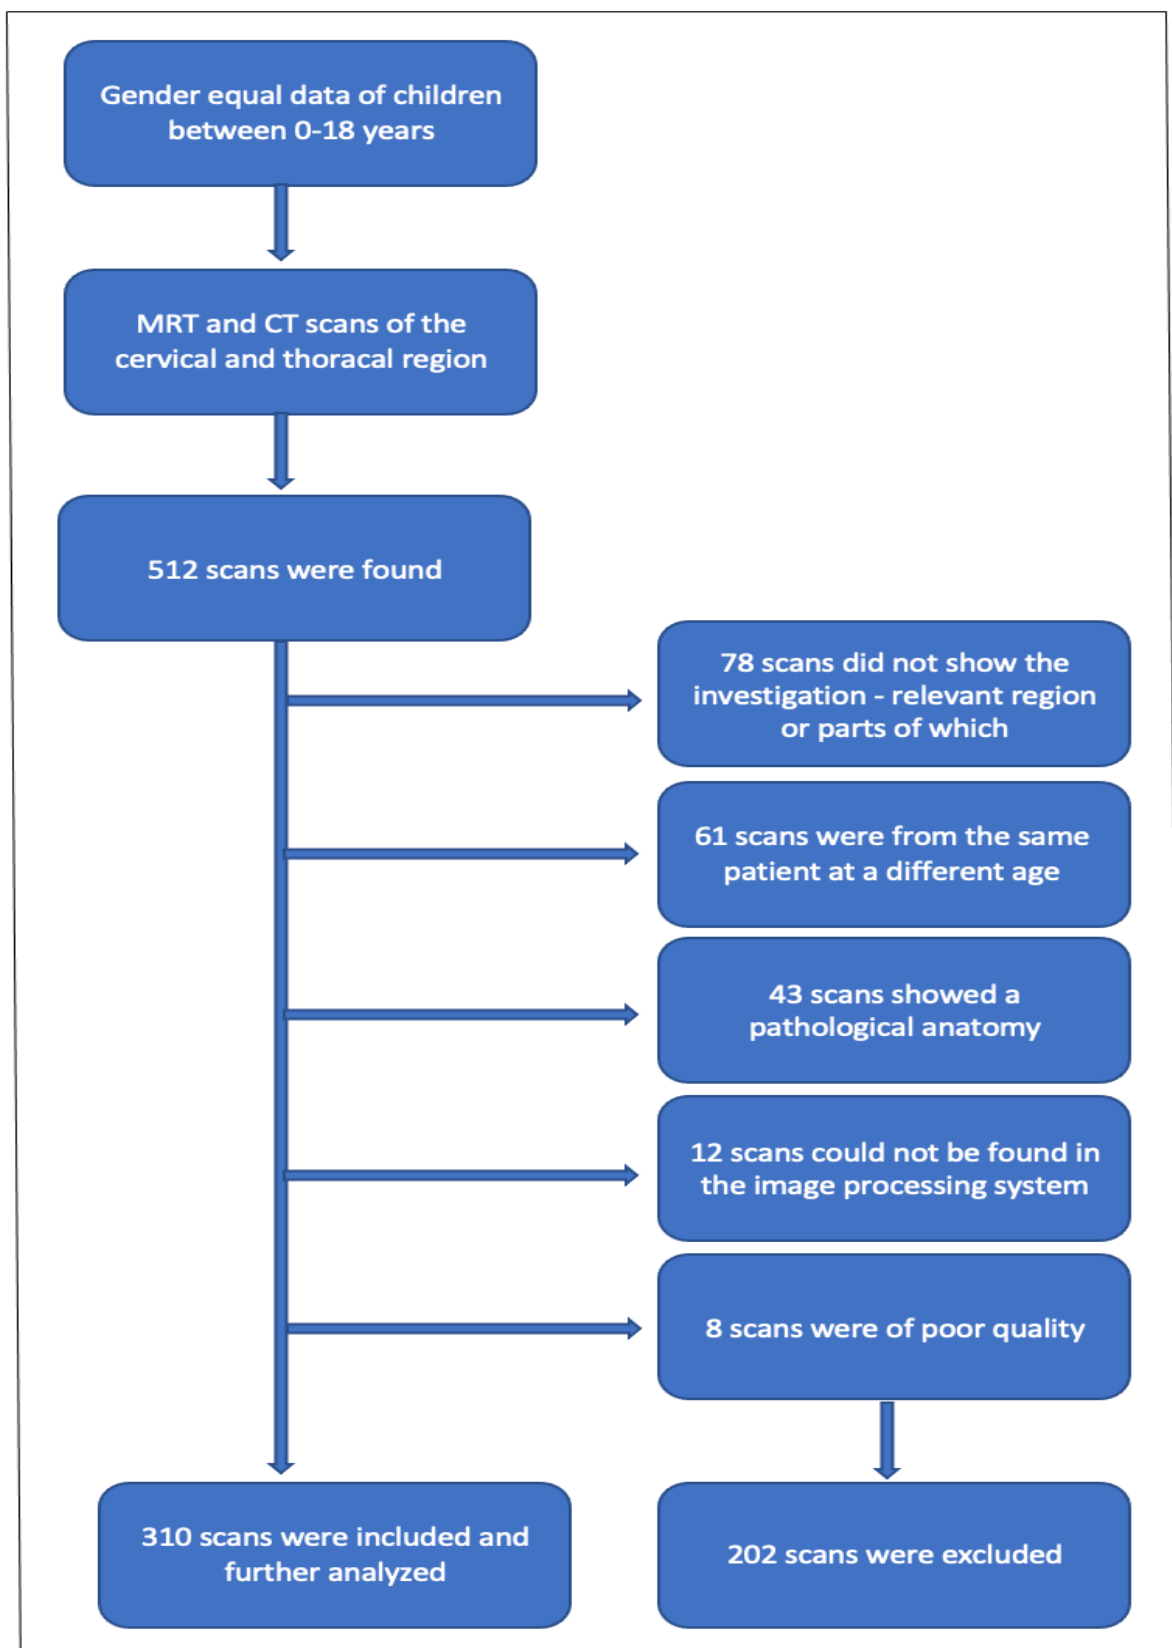 Gender equal data of children
between 0-18 years
MRT and CT scans of the
cervical and thoracal region
512 scans were found
78 scans did not show the
investigation - relevant region
or parts of which
61 scans were from the same
patient at a different age
43 scans showed a
pathological anatomy
12 scans could not be found in
the image processing system
8 scans were of poor quality
310 scans were included and
further analyzed
202 scans were excluded